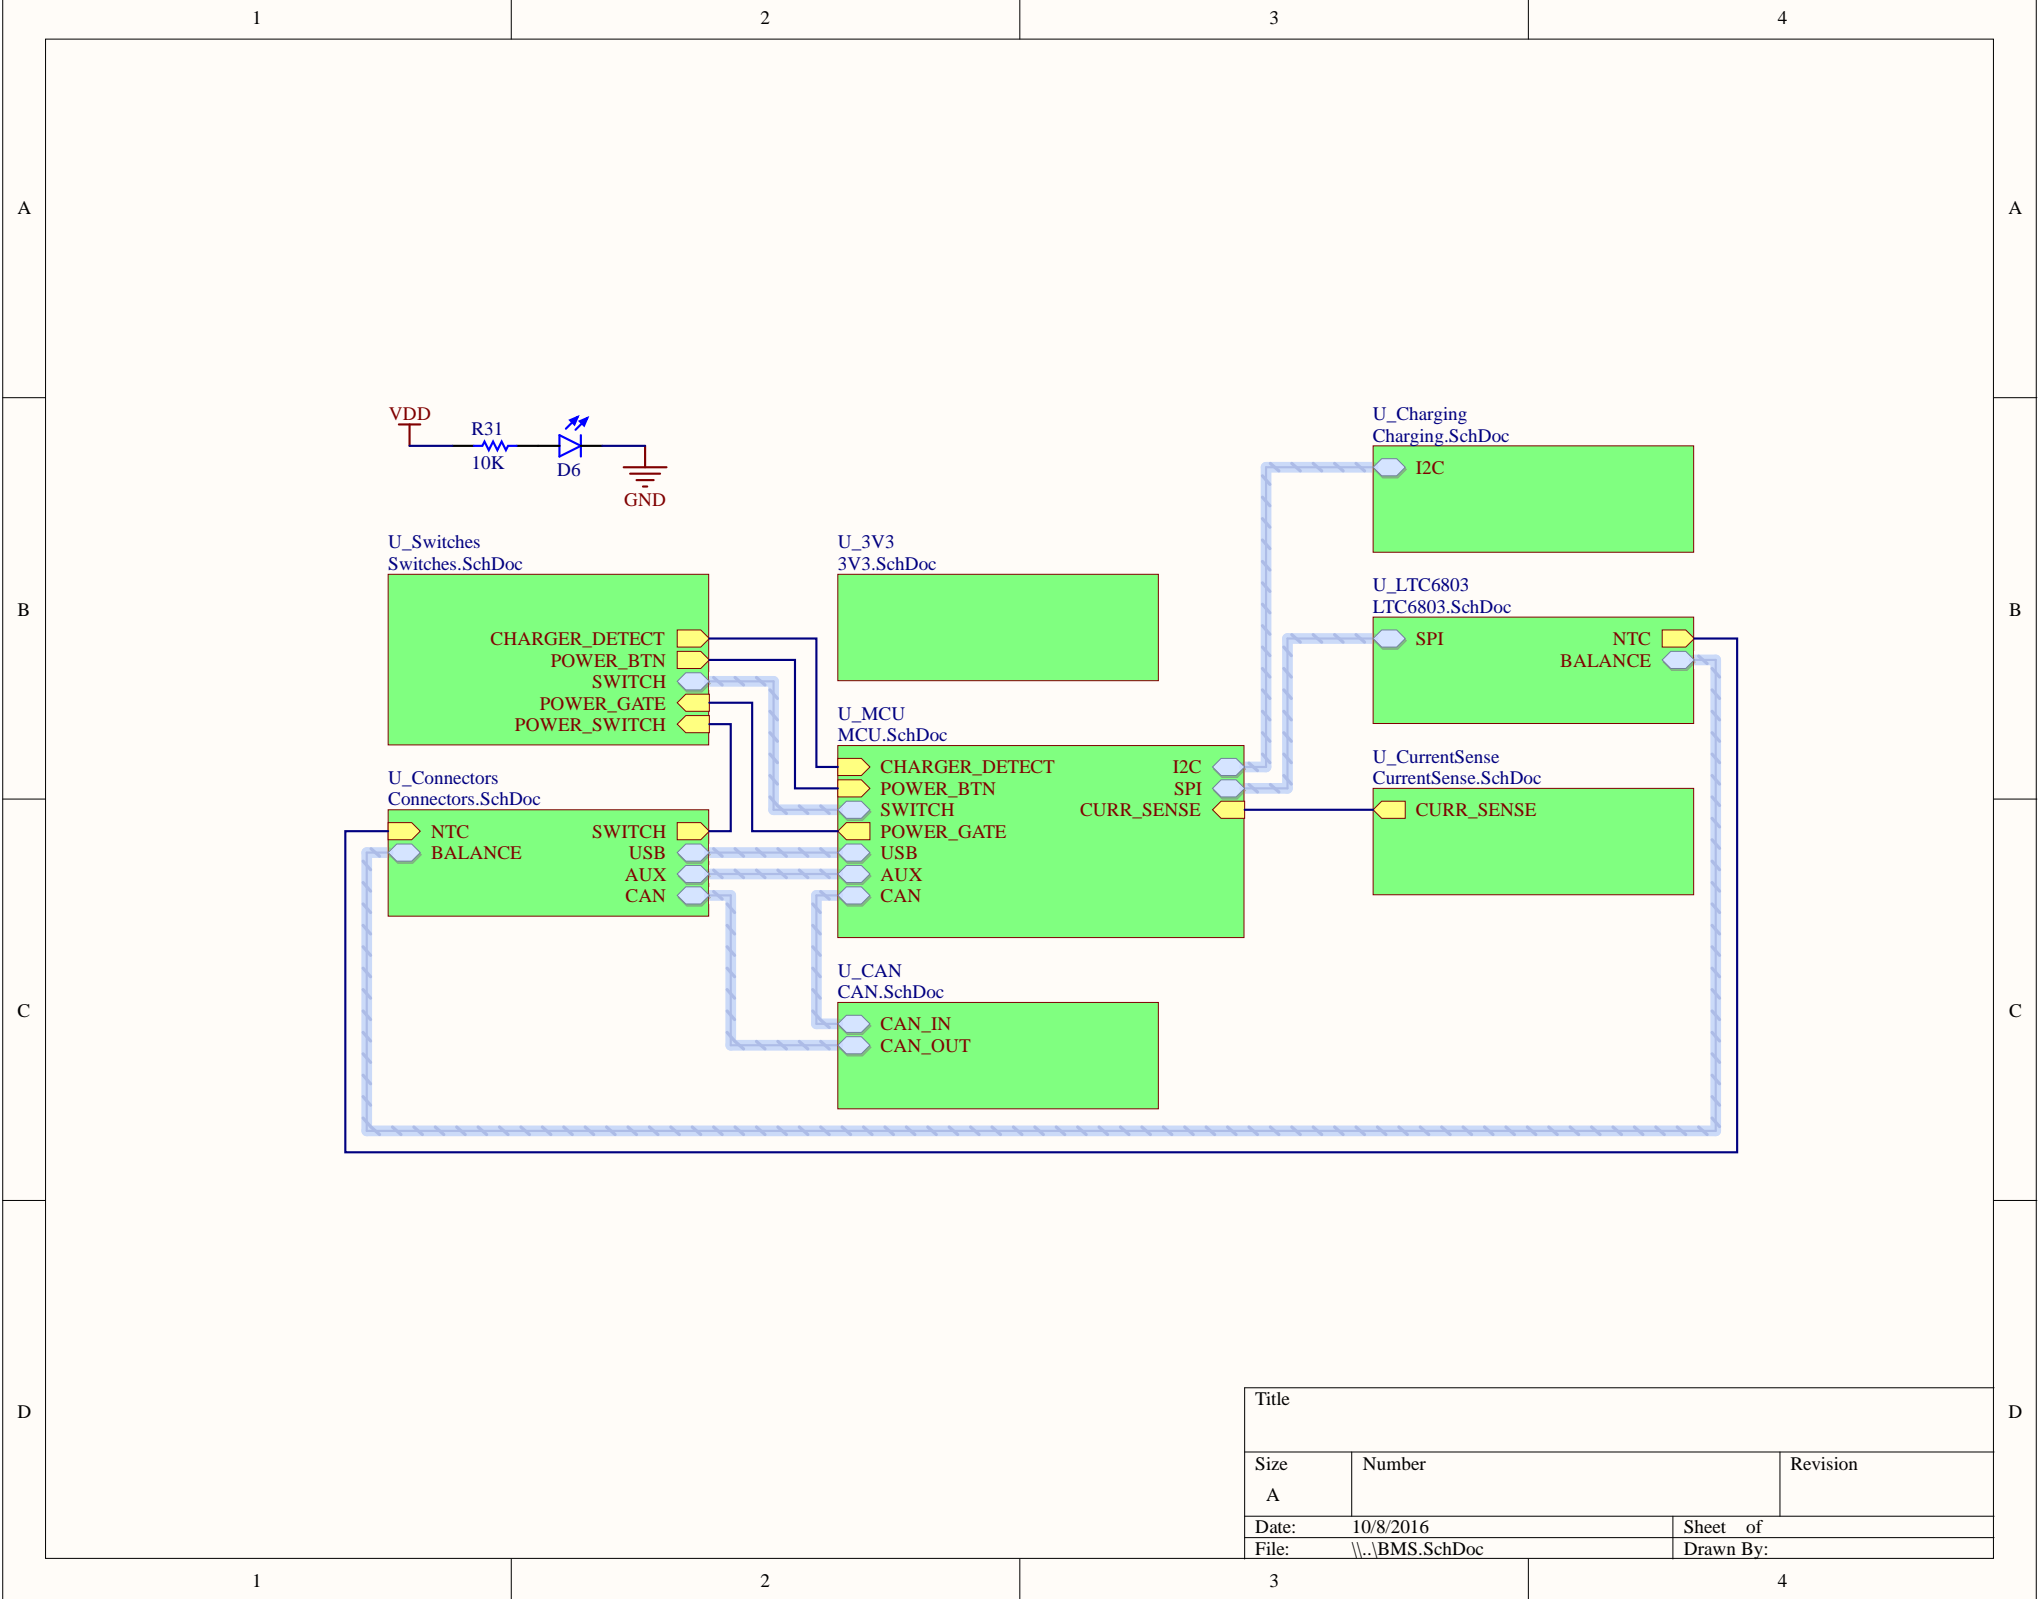 1 2 3 4
A A
VDD
R31
10K
D6
GND
U_Charging
Charging.SchDoc
I2C
U_Switches
Switches.SchDoc
CHARGER_DETECT
POWER_BTN
SWITCH
POWER_GATE
POWER_SWITCH
U_3V3
3V3.SchDoc
U_LTC6803
LTC6803.SchDoc
SPI NTC
BALANCE
B B
U_MCU
MCU.SchDoc
CHARGER_DETECT I2C
POWER_BTN SPI
SWITCH CURR_SENSE
POWER_GATE
USB
AUX
CAN
U_CurrentSense
CurrentSense.SchDoc
CURR_SENSE
U_Connectors
Connectors.SchDoc
NTC SWITCH
BALANCE USB
AUX
CAN
U_CAN
CAN.SchDoc
CAN_IN
CAN_OUT
C C
D D
Title
Size Number Revision
A
Date: 10/8/2016 Sheet of
File: \\..\BMS.SchDoc Drawn By:
1 2 3 4